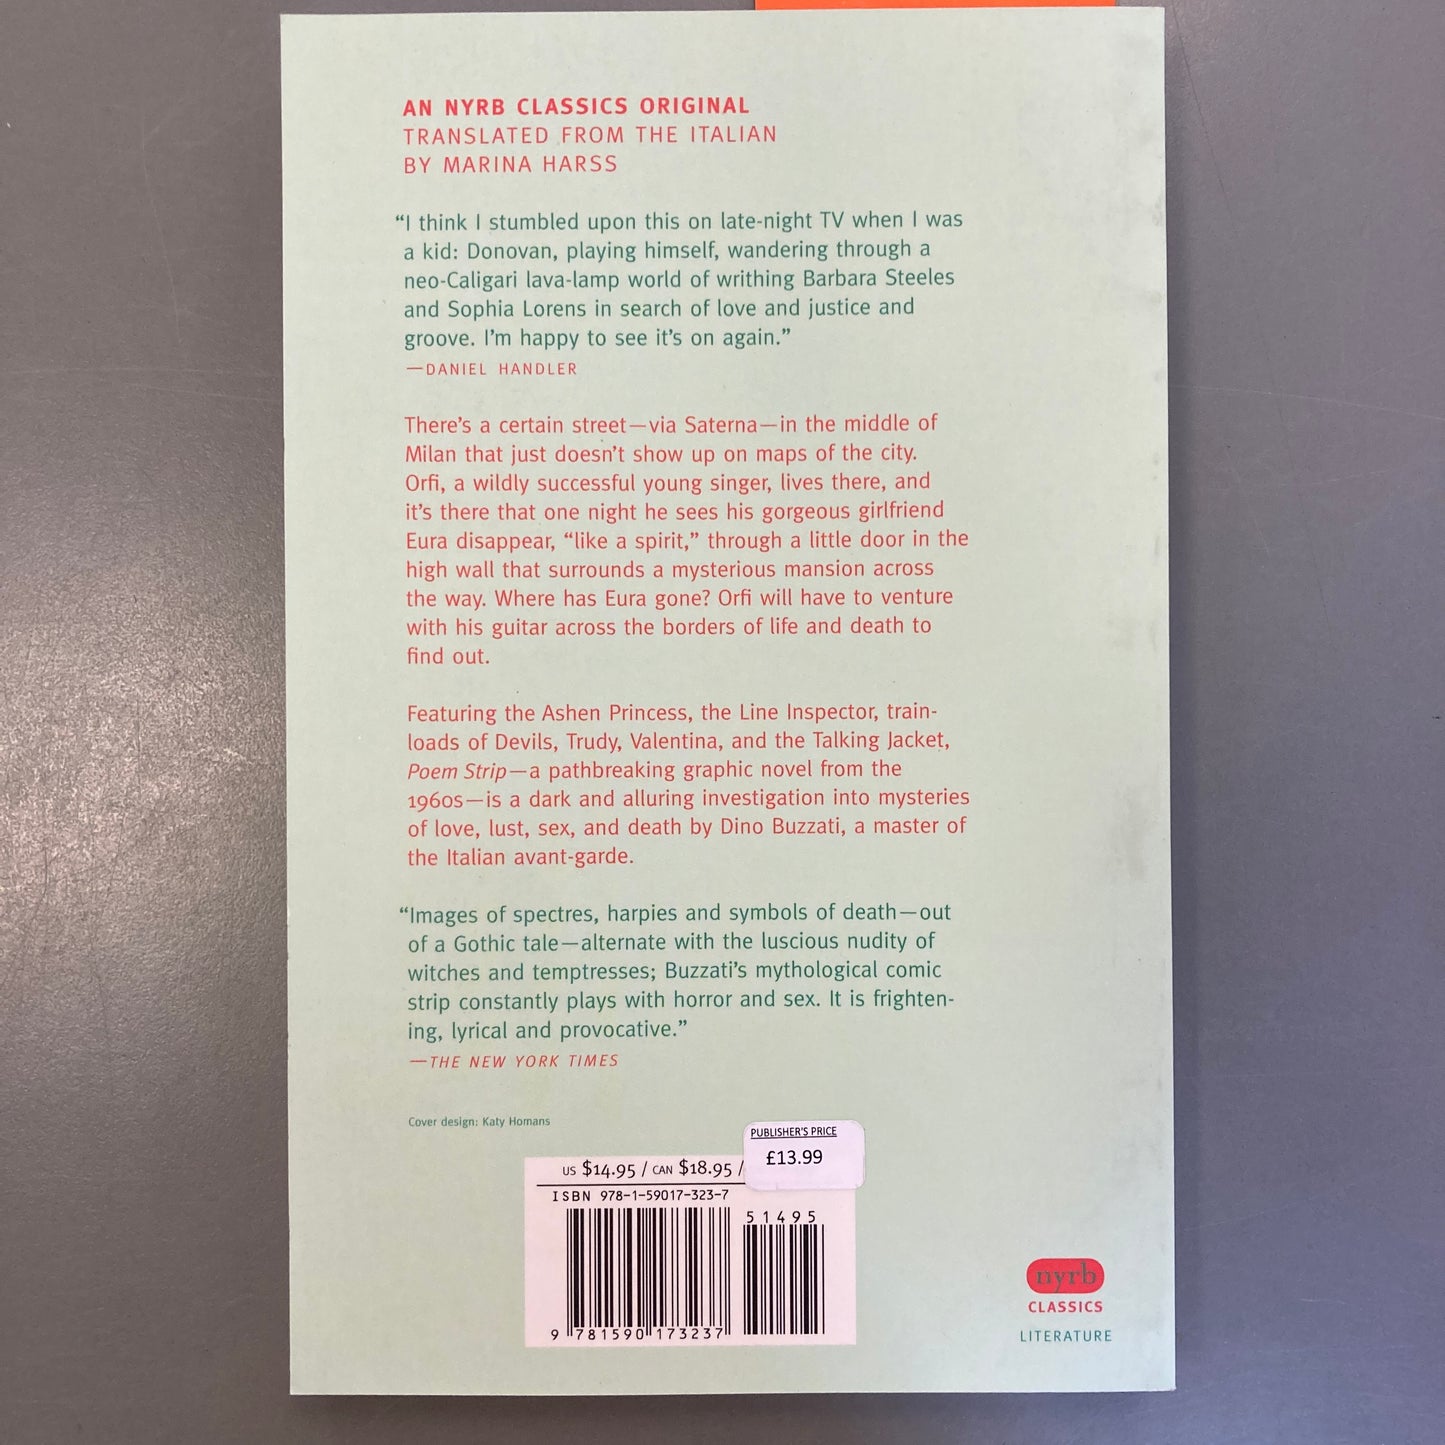 AN NYRB CLASSICS ORIGINAL
TRANSLATED FROM THE ITALIAN
BY MARINA HARSS
“I think I stumbled upon this on late-night TV when I was
a kid: Donovan, playing himself, wandering through a
neo-Caligari lava-lamp world of writhing Barbara Steeles
and Sophia Lorens in search of love and justice and
groove. I’m happy to see it’s on again.”
—DANIEL HANDLER
There’s a certain street—via Saterna—in the middle of
Milan that just doesn’t show up on maps of the city.
Orfi, a wildly successful young singer, lives there, and
it’s there that one night he sees his gorgeous girlfriend
Eura disappear, “like a spirit,” through a little door in the
high wall that surrounds a mysterious mansion across
the way. Where has Eura gone? Orfi will have to venture
with his guitar across the borders of life and death to
find out.
Featuring the Ashen Princess, the Line Inspector, train-
loads of Devils, Trudy, Valentina, and the Talking Jacket,
Poem Strip—a pathbreaking graphic novel from the
1960s—is a dark and alluring investigation into mysteries
of love, lust, sex, and death by Dino Buzzati, a master of
the Italian avant-garde.
“Images of spectres, harpies and symbols of death—out
of a Gothic tale—alternate with the luscious nudity of
witches and temptresses; Buzzati’s mythological comic
strip constantly plays with horror and sex. It is frighten-
ing, lyrical and provocative.”
—THE NEW YORK TIMES
Cover design: Katy Homans
PUBLISHER'S PRICE
£13.99
US $14.95 / CAN $18.95 /
ISBN 978-1-59017-323-7
51495
9 781590 173237
nyrb
CLASSICS
LITERATURE